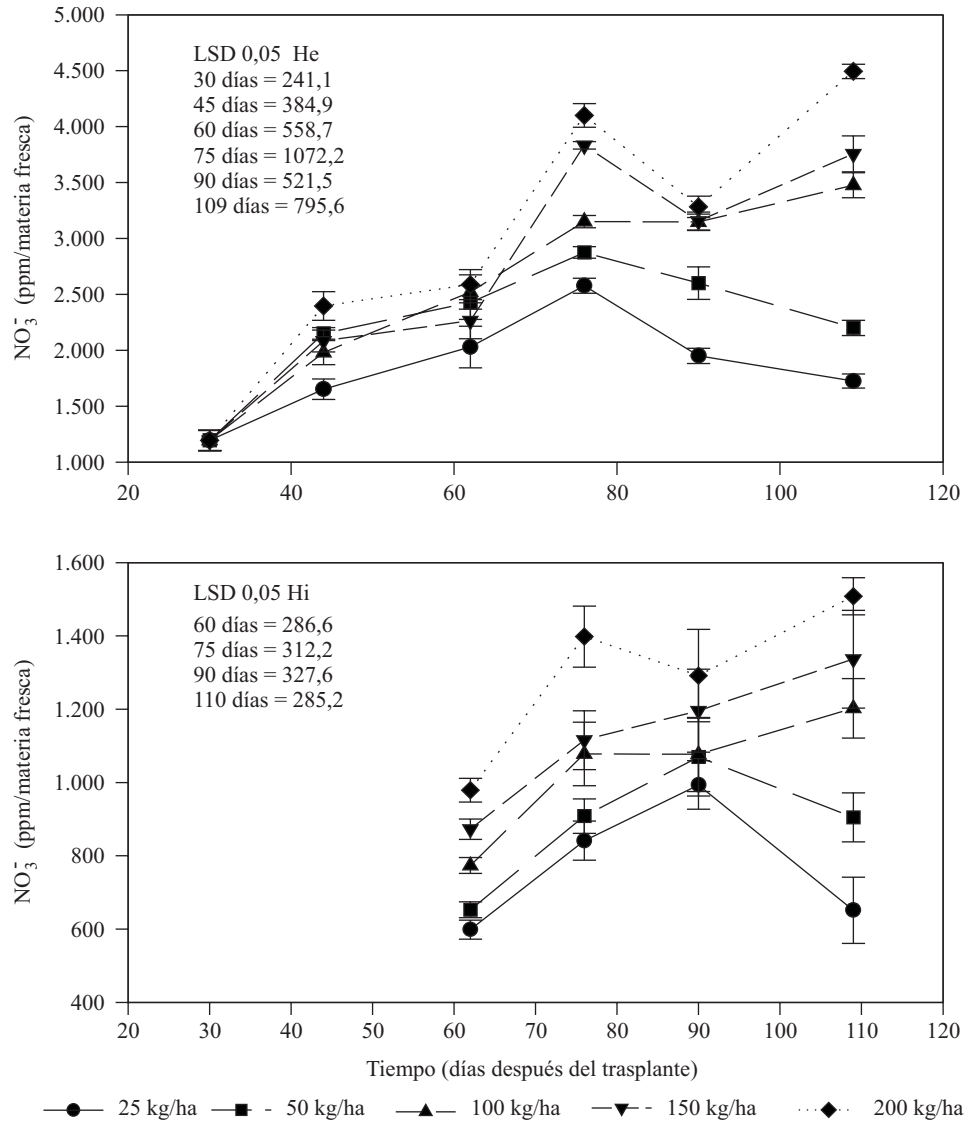 5.000
4.500
4.000
3.500
3.000
2.500
2.000
1.500
1.000
NO₃⁻ (ppm/materia fresca)
LSD 0,05 He
30 días = 241,1
45 días = 384,9
60 días = 558,7
75 días = 1072,2
90 días = 521,5
109 días = 795,6
20 40 60 80 100 120
1.600
1.400
1.200
1.000
800
600
400
NO₃⁻ (ppm/materia fresca)
LSD 0,05 Hi
60 días = 286,6
75 días = 312,2
90 días = 327,6
110 días = 285,2
20 30 40 50 60 70 80 90 100 110 120
Tiempo (días después del trasplante)
25 kg/ha 50 kg/ha 100 kg/ha 150 kg/ha 200 kg/ha